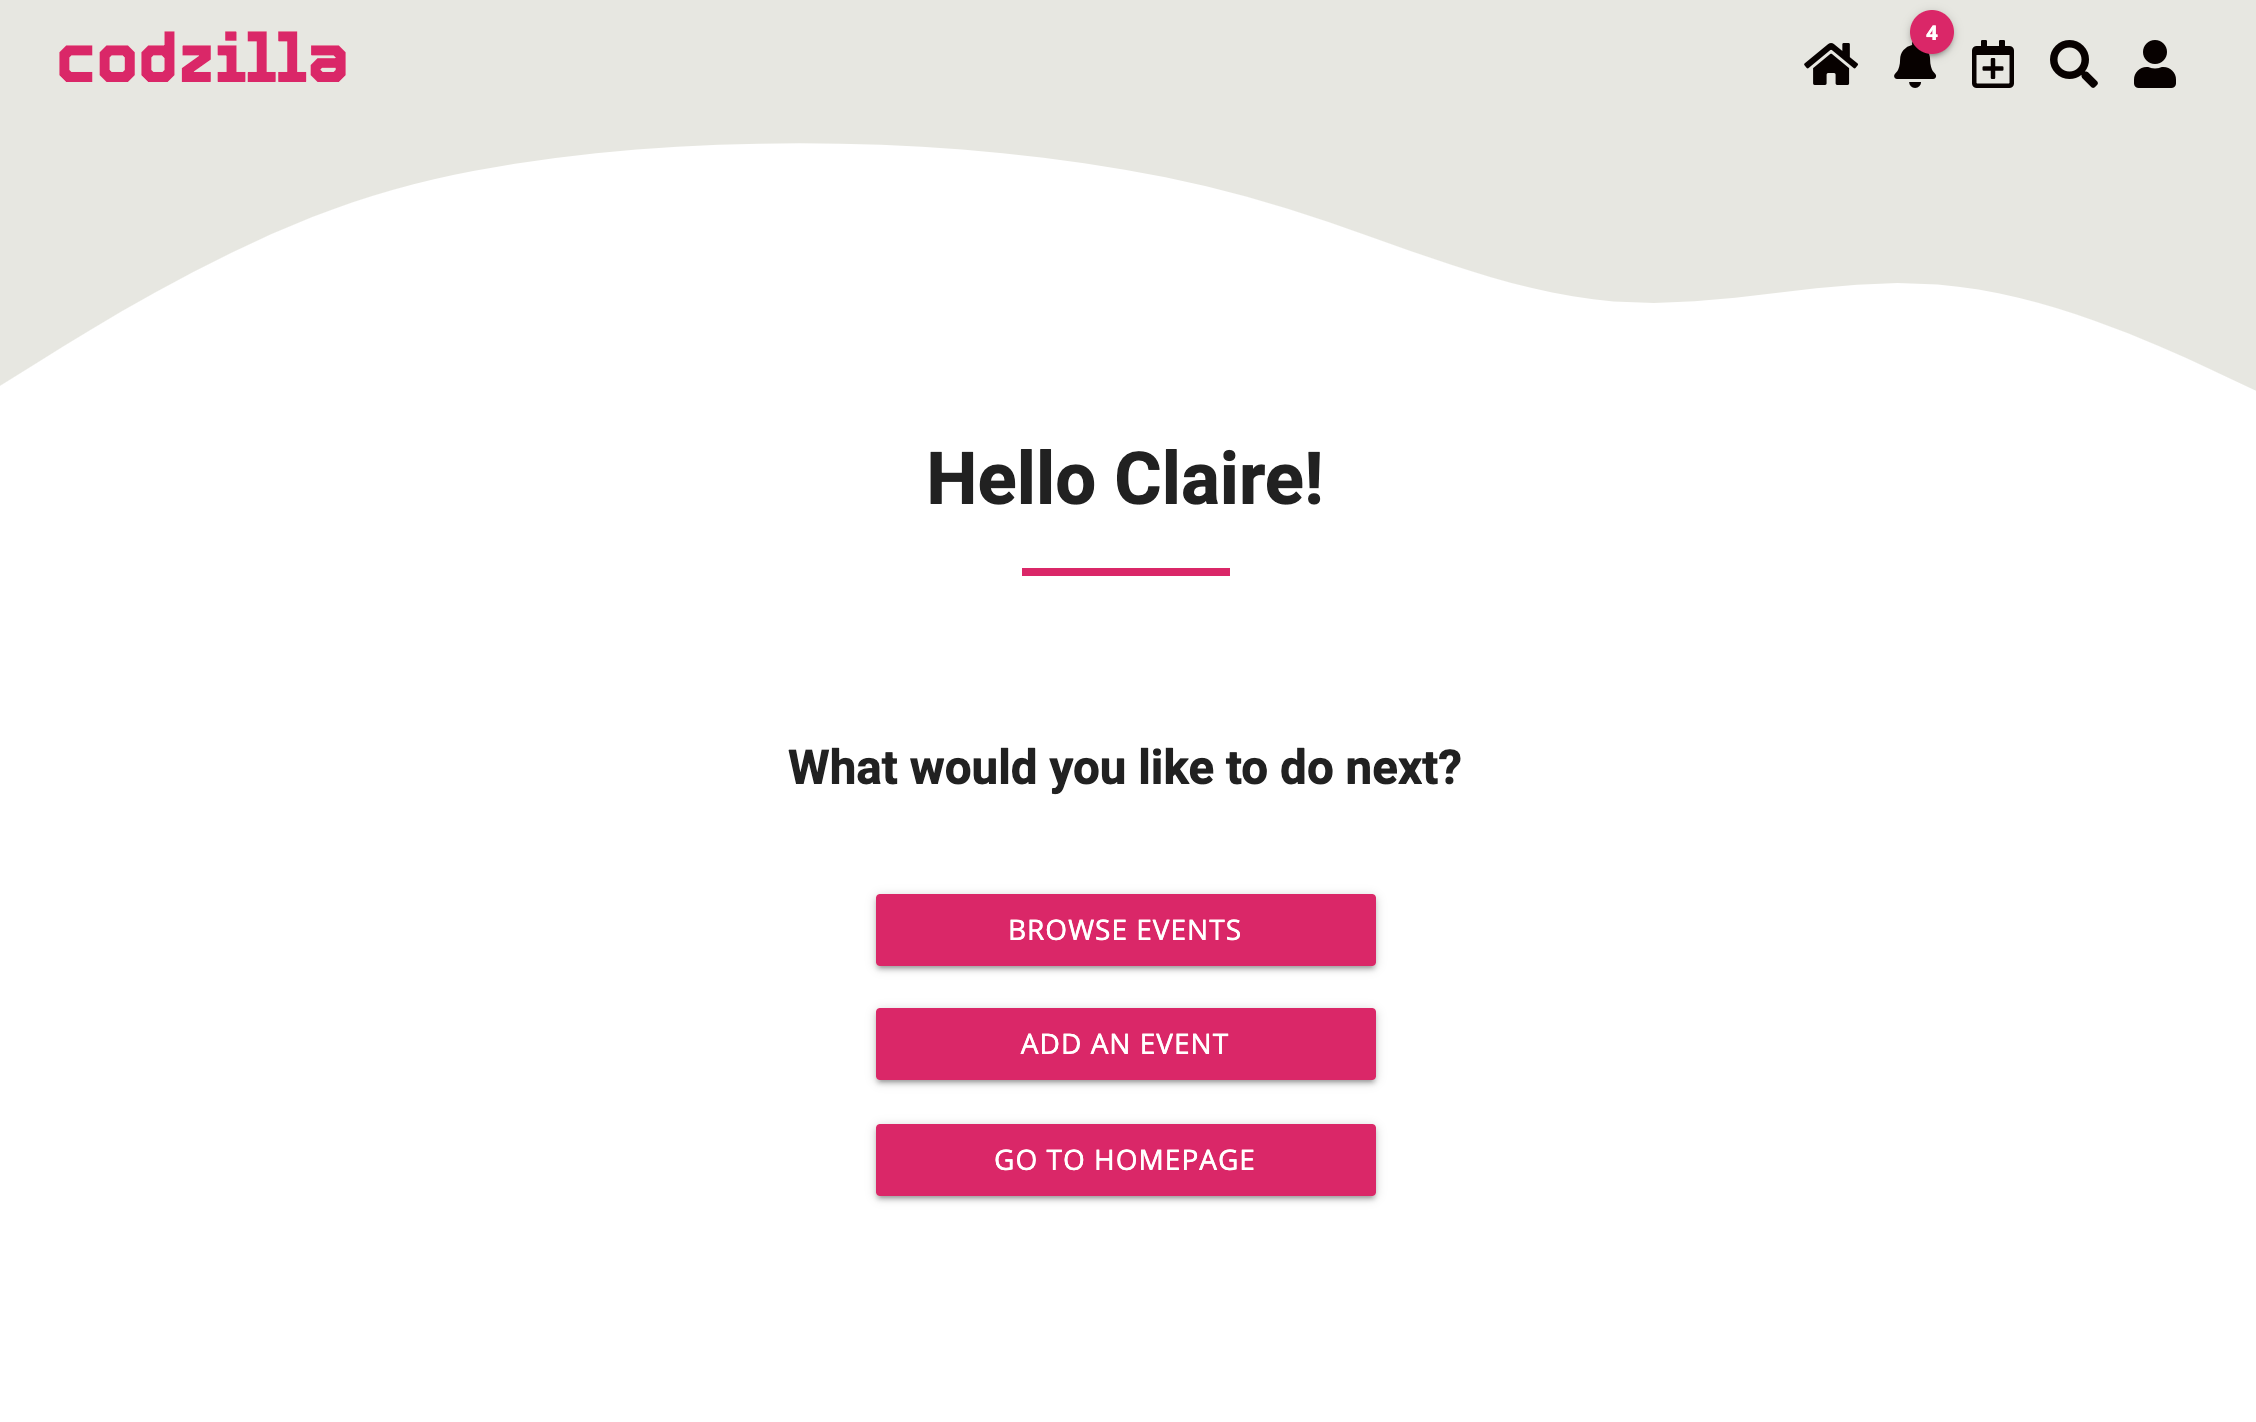 codzilla
4
Hello Claire!
What would you like to do next?
BROWSE EVENTS
ADD AN EVENT
GO TO HOMEPAGE